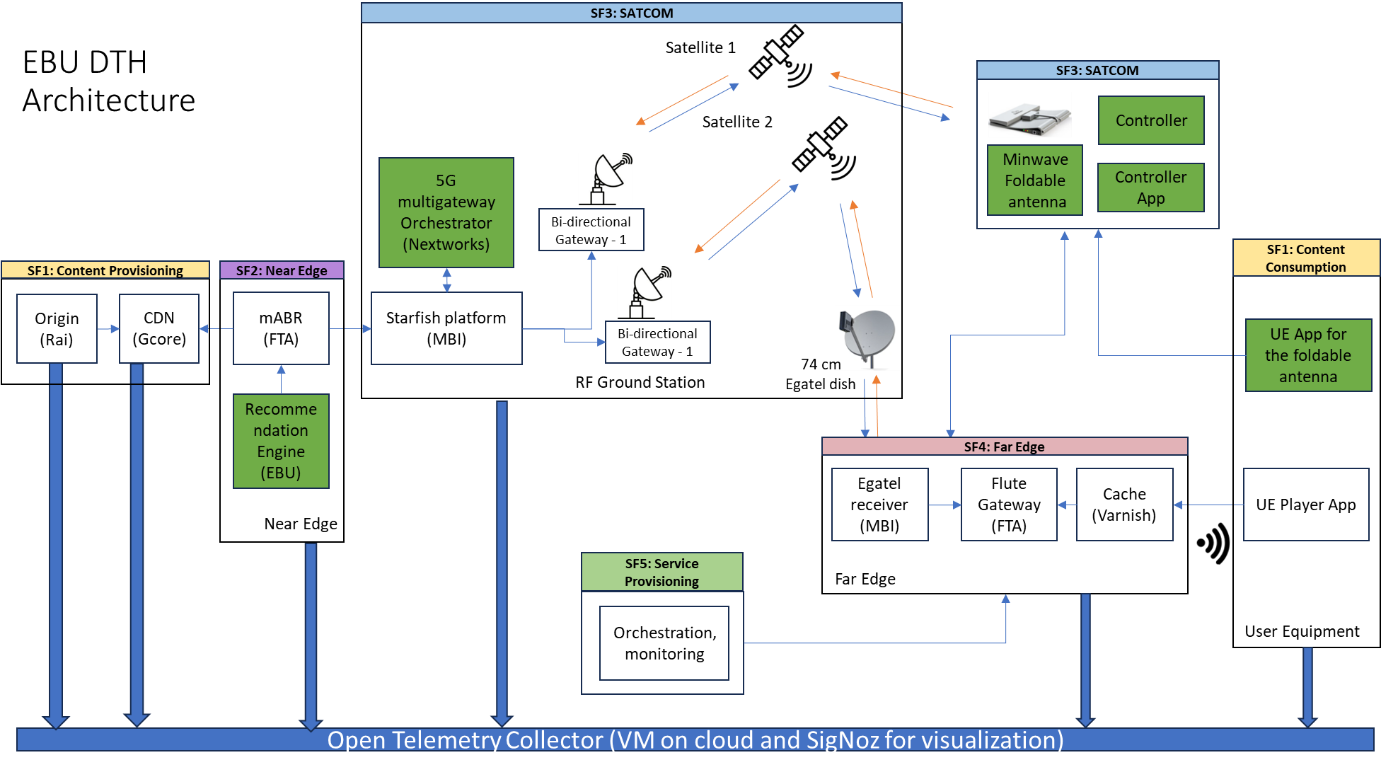 EBU DTH
Architecture
SF3: SATCOM
Satellite 1
Satellite 2
5G
multigateway
Orchestrator
(Nextworks)
Bi-directional
Gateway - 1
Starfish platform
(MBI)
Bi-directional
Gateway - 1
RF Ground Station
74 cm
Egatel dish
SF3: SATCOM
Controller
Minwave
Foldable
antenna
Controller
App
SF1: Content Provisioning
Origin
(Rai)
CDN
(Gcore)
SF2: Near Edge
mABR
(FTA)
Recomme
ndation
Engine
(EBU)
Near Edge
SF1: Content
Consumption
UE App for
the foldable
antenna
UE Player App
User Equipment
SF4: Far Edge
Egatel
receiver
(MBI)
Flute
Gateway
(FTA)
Cache
(Varnish)
Far Edge
SF5: Service
Provisioning
Orchestration,
monitoring
Open Telemetry Collector (VM on cloud and SigNoz for visualization)